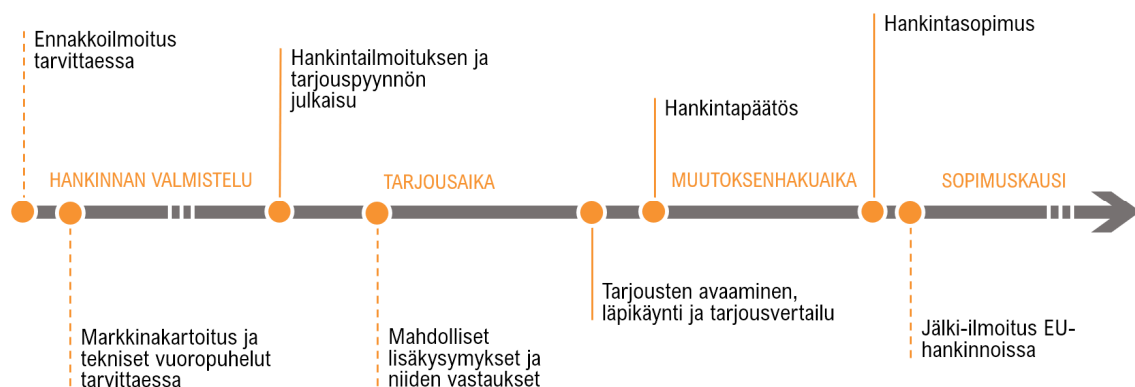 Ennakkoilmoitus
tarvittaessa
Hankintailmoituksen ja
tarjouspyynnön
julkaisu
Hankintapäätös
Hankintasopimus
HANKINNAN VALMISTELU
TARJOUSAIKA
MUUTOKSENHAKUAIKA
SOPIMUSKAUSI
Markkinakartoitus ja
tekniset vuoropuhelut
tarvittaessa
Mahdolliset
lisäkysymykset ja
niiden vastaukset
Tarjousten avaaminen,
läpikäynti ja tarjousvertailu
Jälki-ilmoitus EU-
hankinnoissa